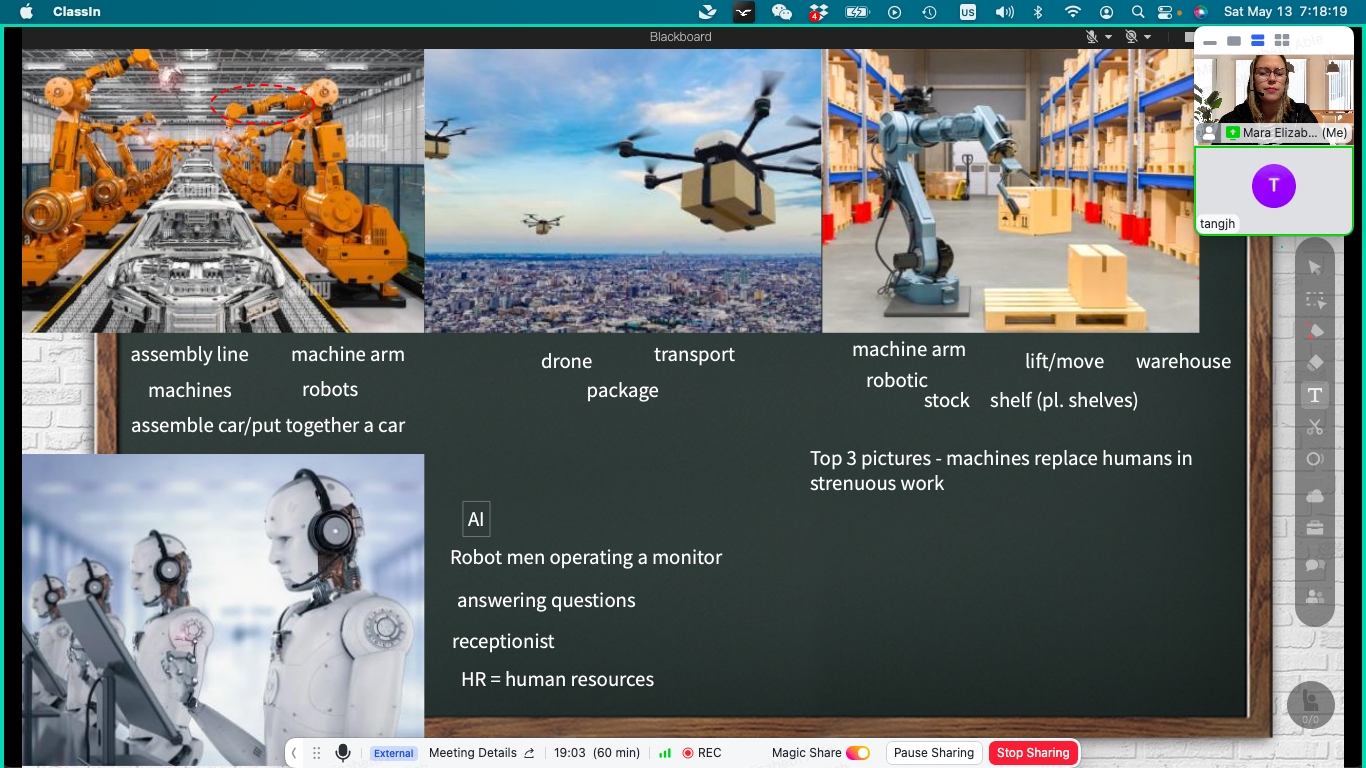 ClassIn
4
US
Sat May 13 7:18:19
Blackboard
Mara Elizab... (Me)
T
tangjh
alamy
assembly line
machine arm
machines
robots
assemble car/put together a car
drone
transport
package
machine arm
lift/move
warehouse
robotic
stock
shelf (pl. shelves)
Top 3 pictures - machines replace humans in
strenuous work
AI
Robot men operating a monitor
answering questions
receptionist
HR = human resources
T
0/0
External
Meeting Details
19:03 (60 min)
REC
Magic Share
Pause Sharing
Stop Sharing